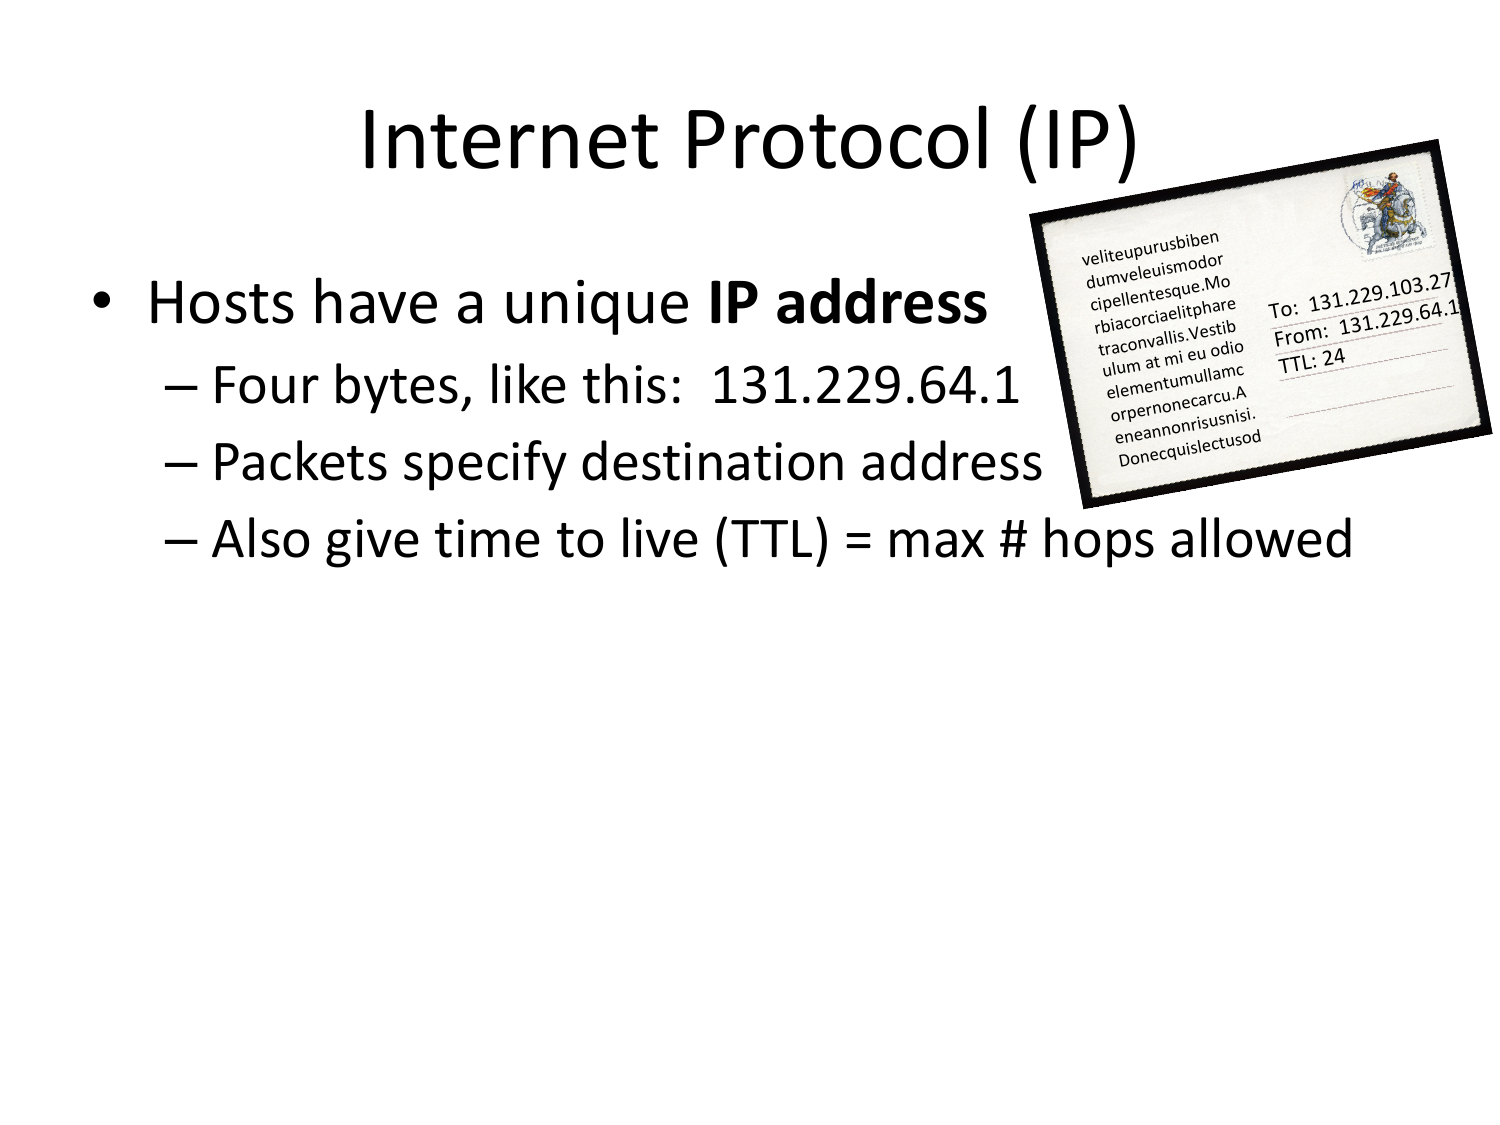 Internet Protocol (IP)
• Hosts have a unique IP address
– Four bytes, like this: 131.229.64.1
– Packets specify destination address
– Also give time to live (TTL) = max # hops allowed
veliteupurusbiben
dumveleuismodor
cipellentesque.Mo
rbiacorciaelitphare
traconvallis.Vestib
ulum at mi eu odio
elementumullamc
orpernonecarcu.A
eneannonrisusnisi.
Donecquislectusod
To: 131.229.103.27
From: 131.229.64.1
TTL: 24